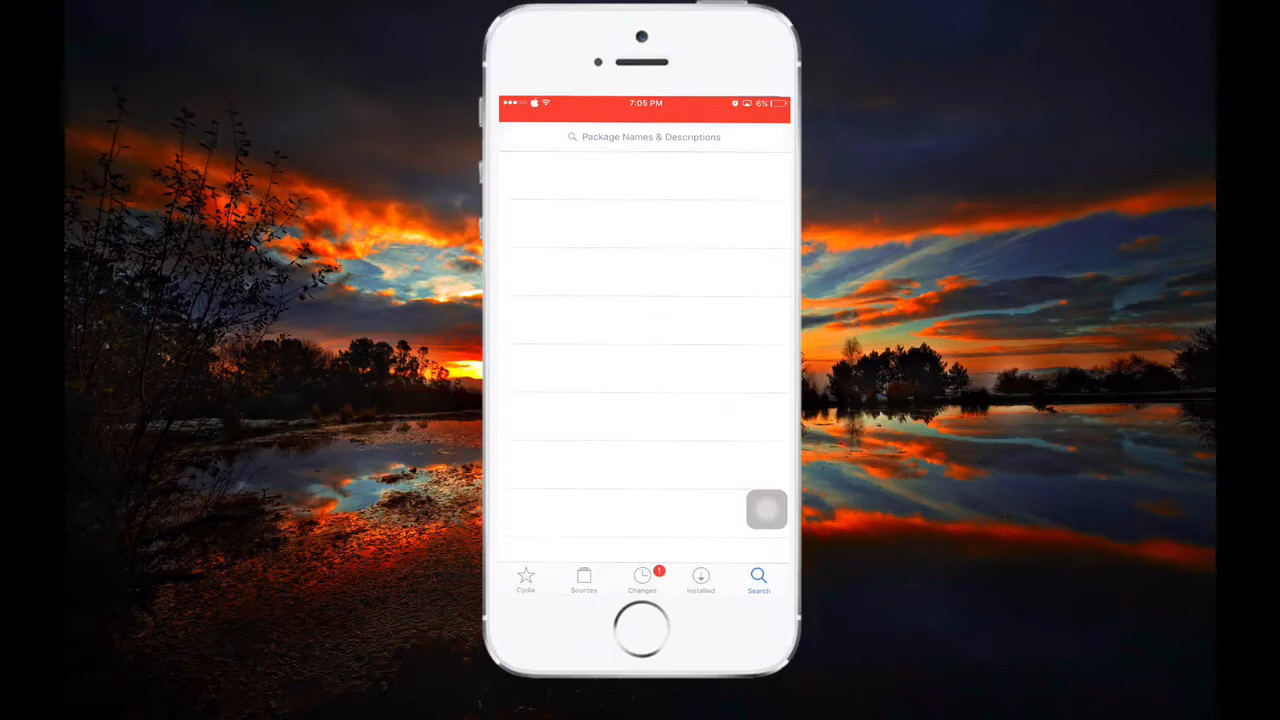 7:05 PM 6%
Package Names & Descriptions
1
Cydia Sources Changes Installed Search